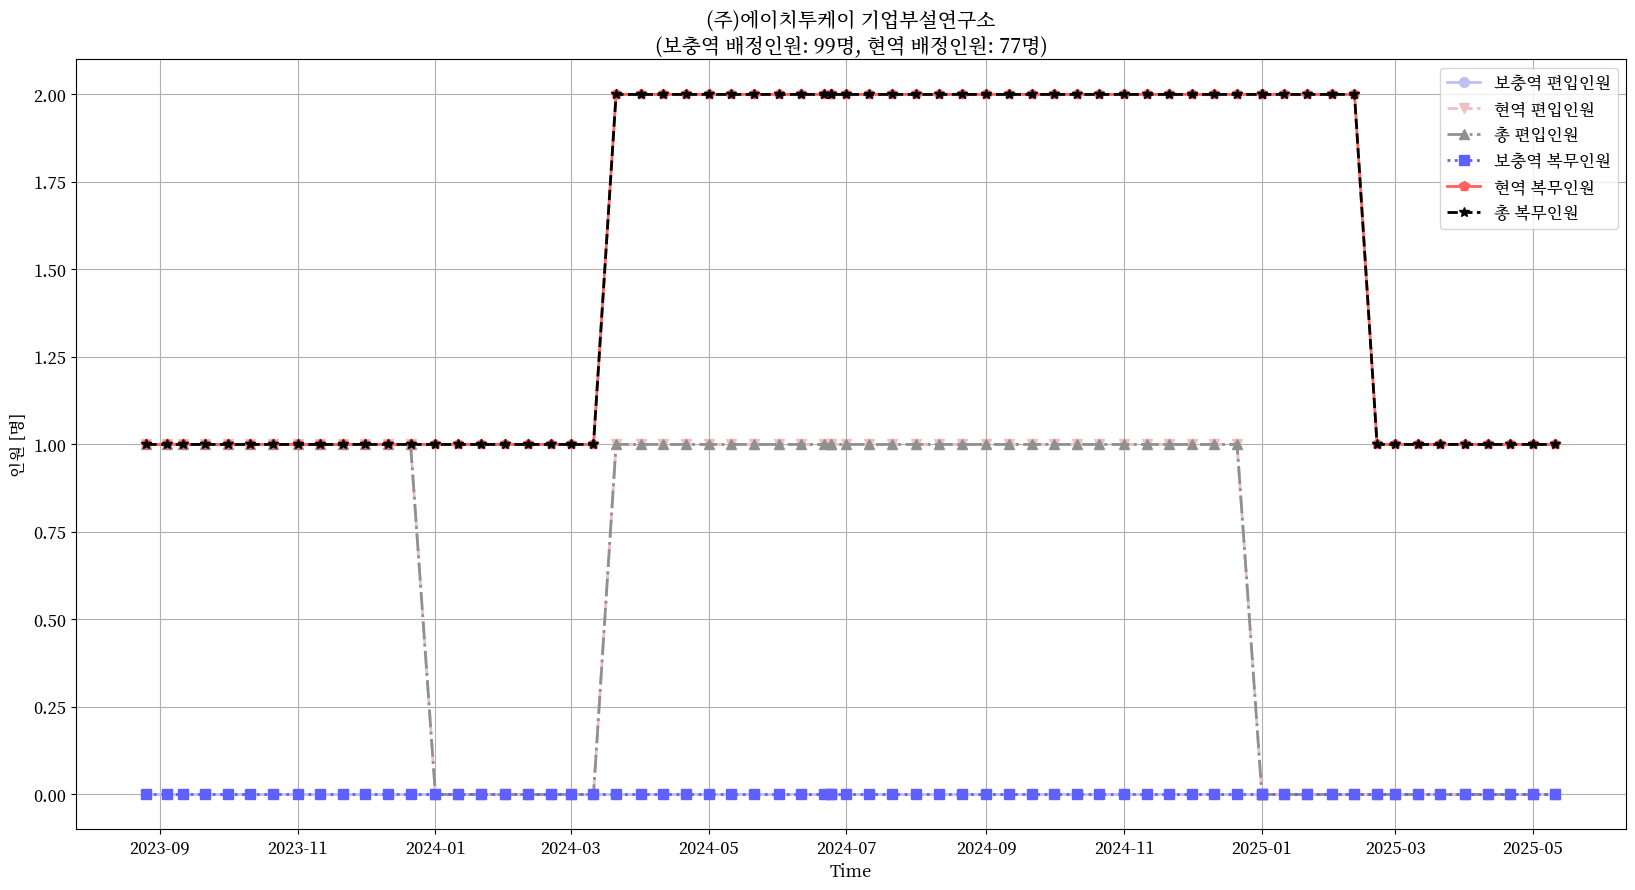 (주)에이치투케이 기업부설연구소
(보충역 배정인원: 99명, 현역 배정인원: 77명)
보충역 편입인원
현역 편입인원
총 편입인원
보충역 복무인원
현역 복무인원
총 복무인원
인원 [명]
2.00
1.75
1.50
1.25
1.00
0.75
0.50
0.25
0.00
2023-09 2023-11 2024-01 2024-03 2024-05 2024-07 2024-09 2024-11 2025-01 2025-03 2025-05
Time